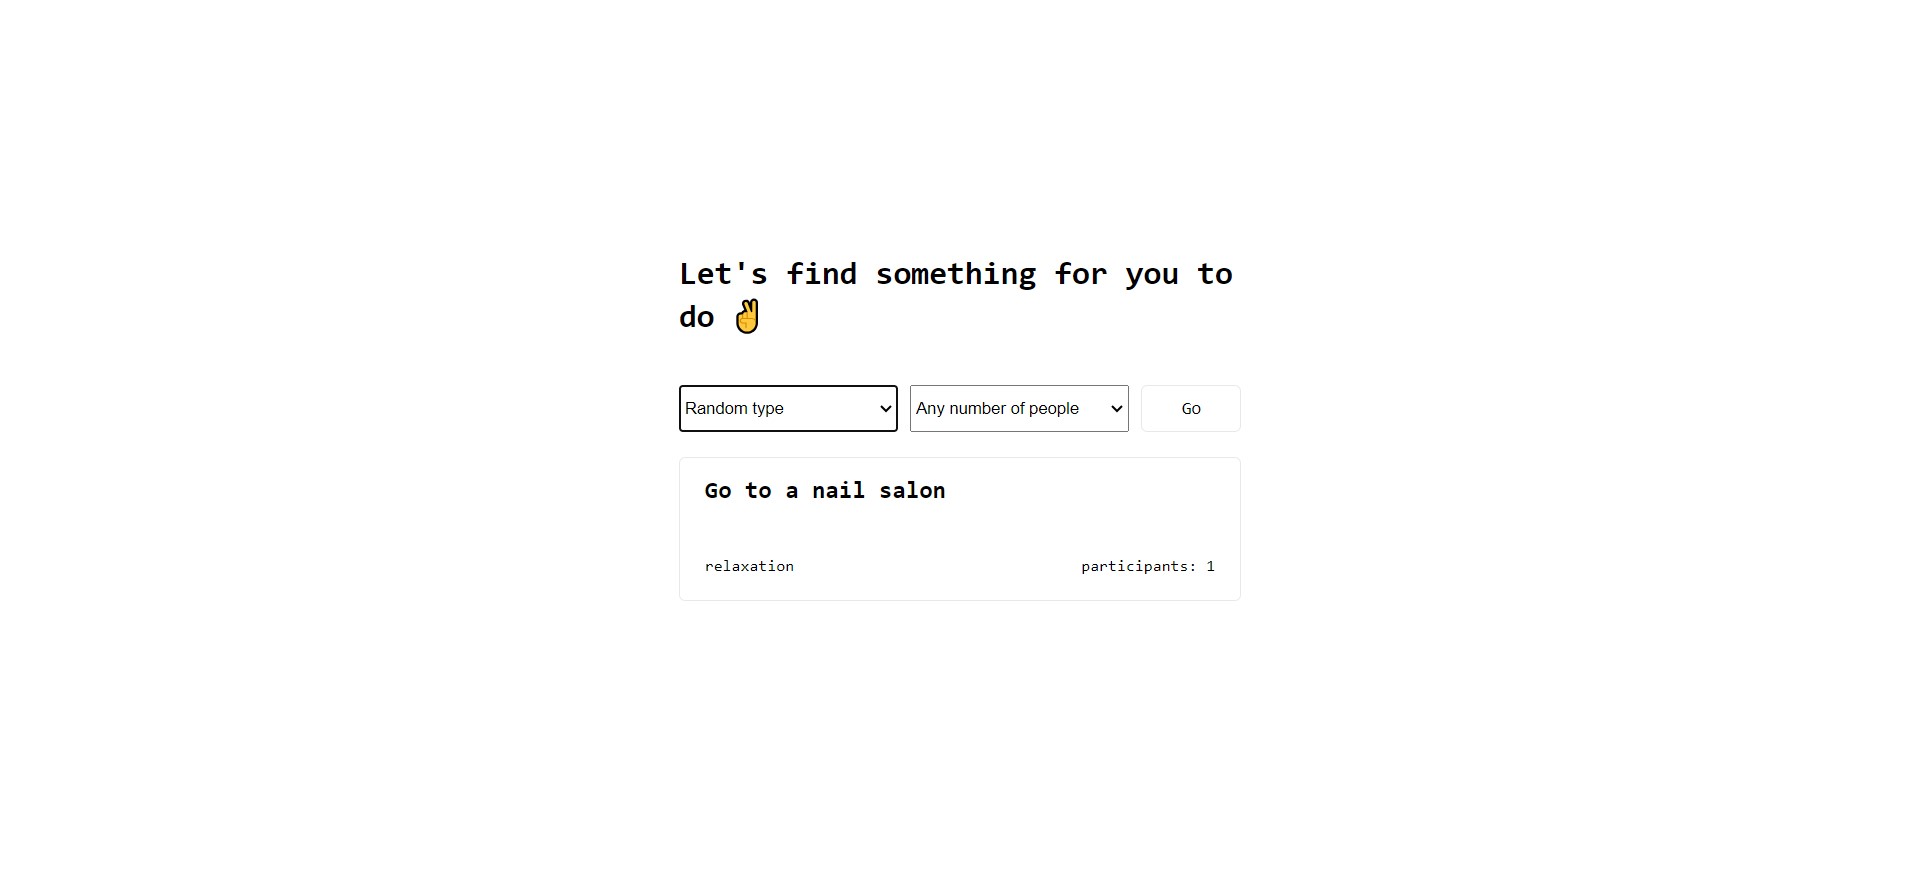 Let's find something for you to
do ✌
Random type
Any number of people
Go
Go to a nail salon
relaxation
participants: 1